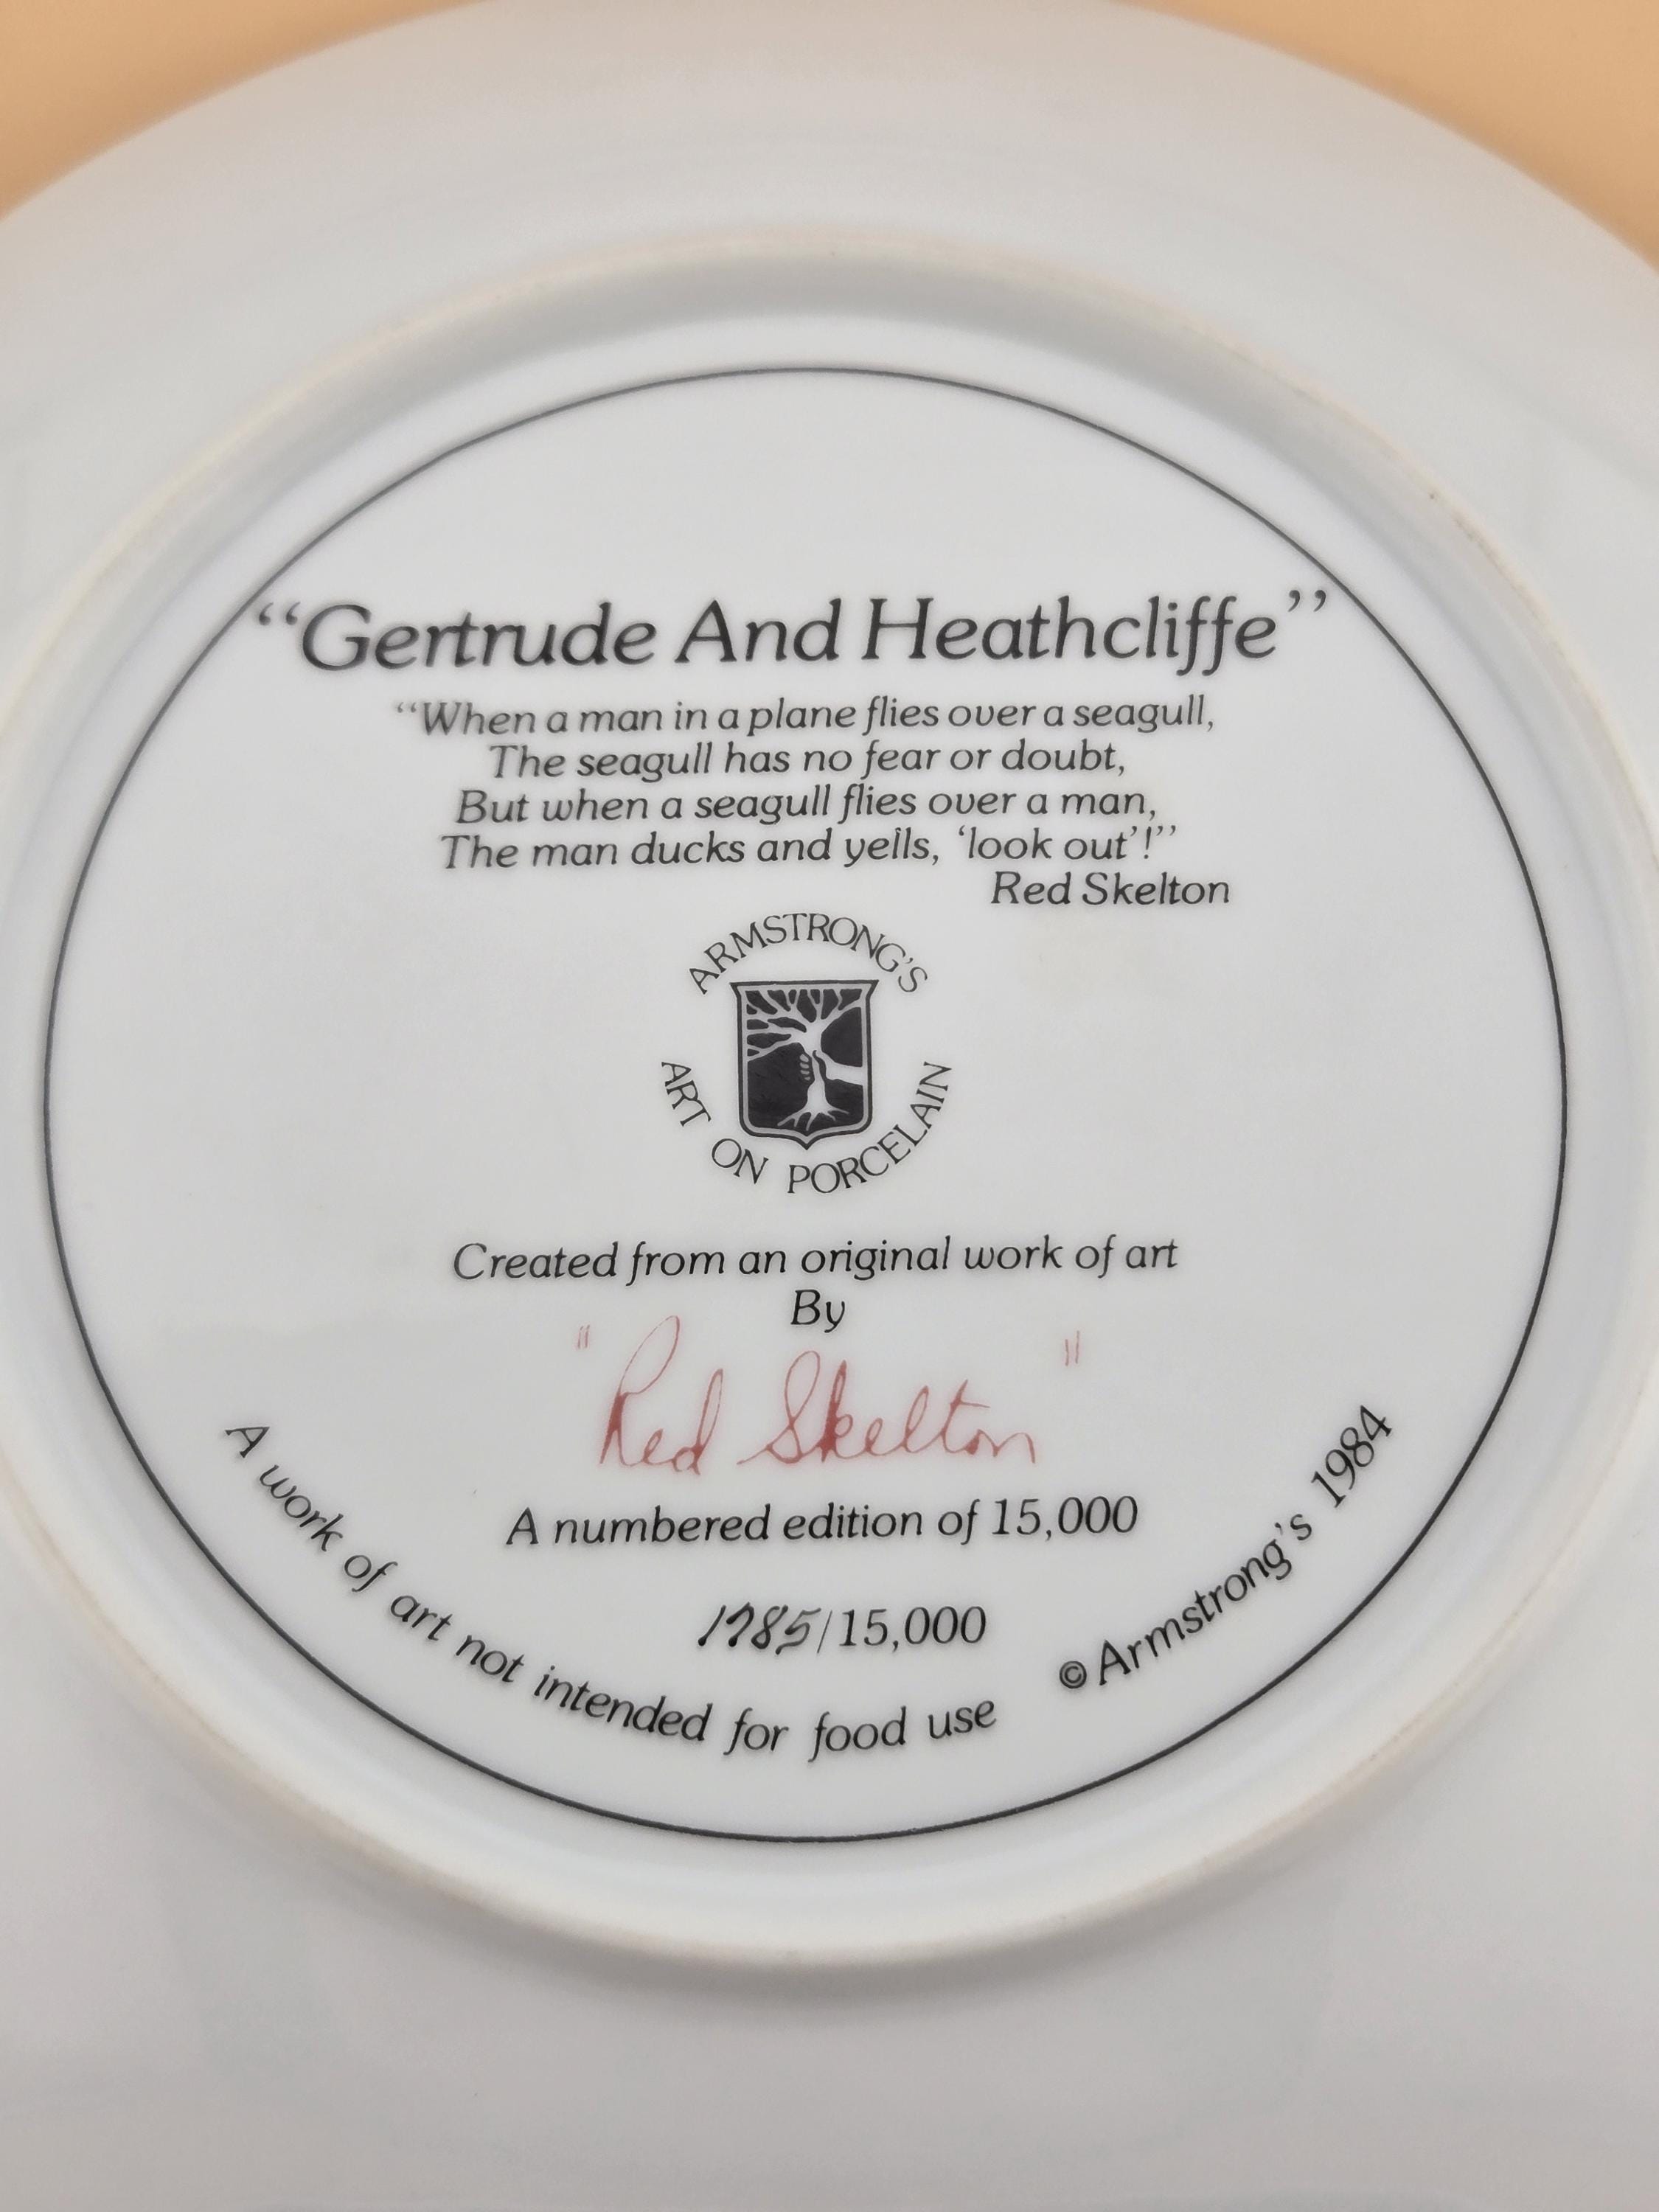 “Gertrude And Heathcliffe”
“When a man in a plane flies over a seagull,
The seagull has no fear or doubt,
But when a seagull flies over a man,
The man ducks and yells, ‘look out’!”
Red Skelton
ARMSTRONG'S
ART ON PORCELAIN
Created from an original work of art
By
"Red Skelton"
A numbered edition of 15,000
1785/15,000
A work of art not intended for food use
© Armstrong's 1984